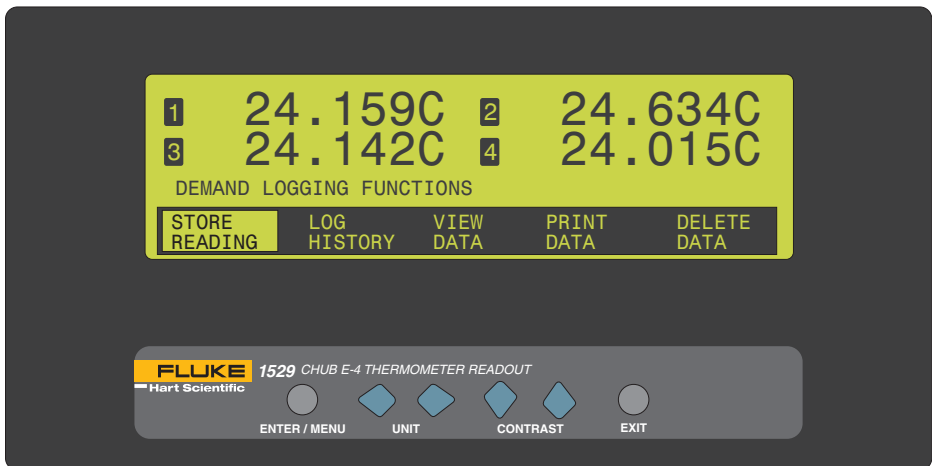 1 24.159C 2 24.634C
3 24.142C 4 24.015C
DEMAND LOGGING FUNCTIONS
STORE READING LOG HISTORY VIEW DATA PRINT DATA DELETE DATA
FLUKE
Hart Scientific
1529 CHUB E-4 THERMOMETER READOUT
ENTER / MENU UNIT CONTRAST EXIT